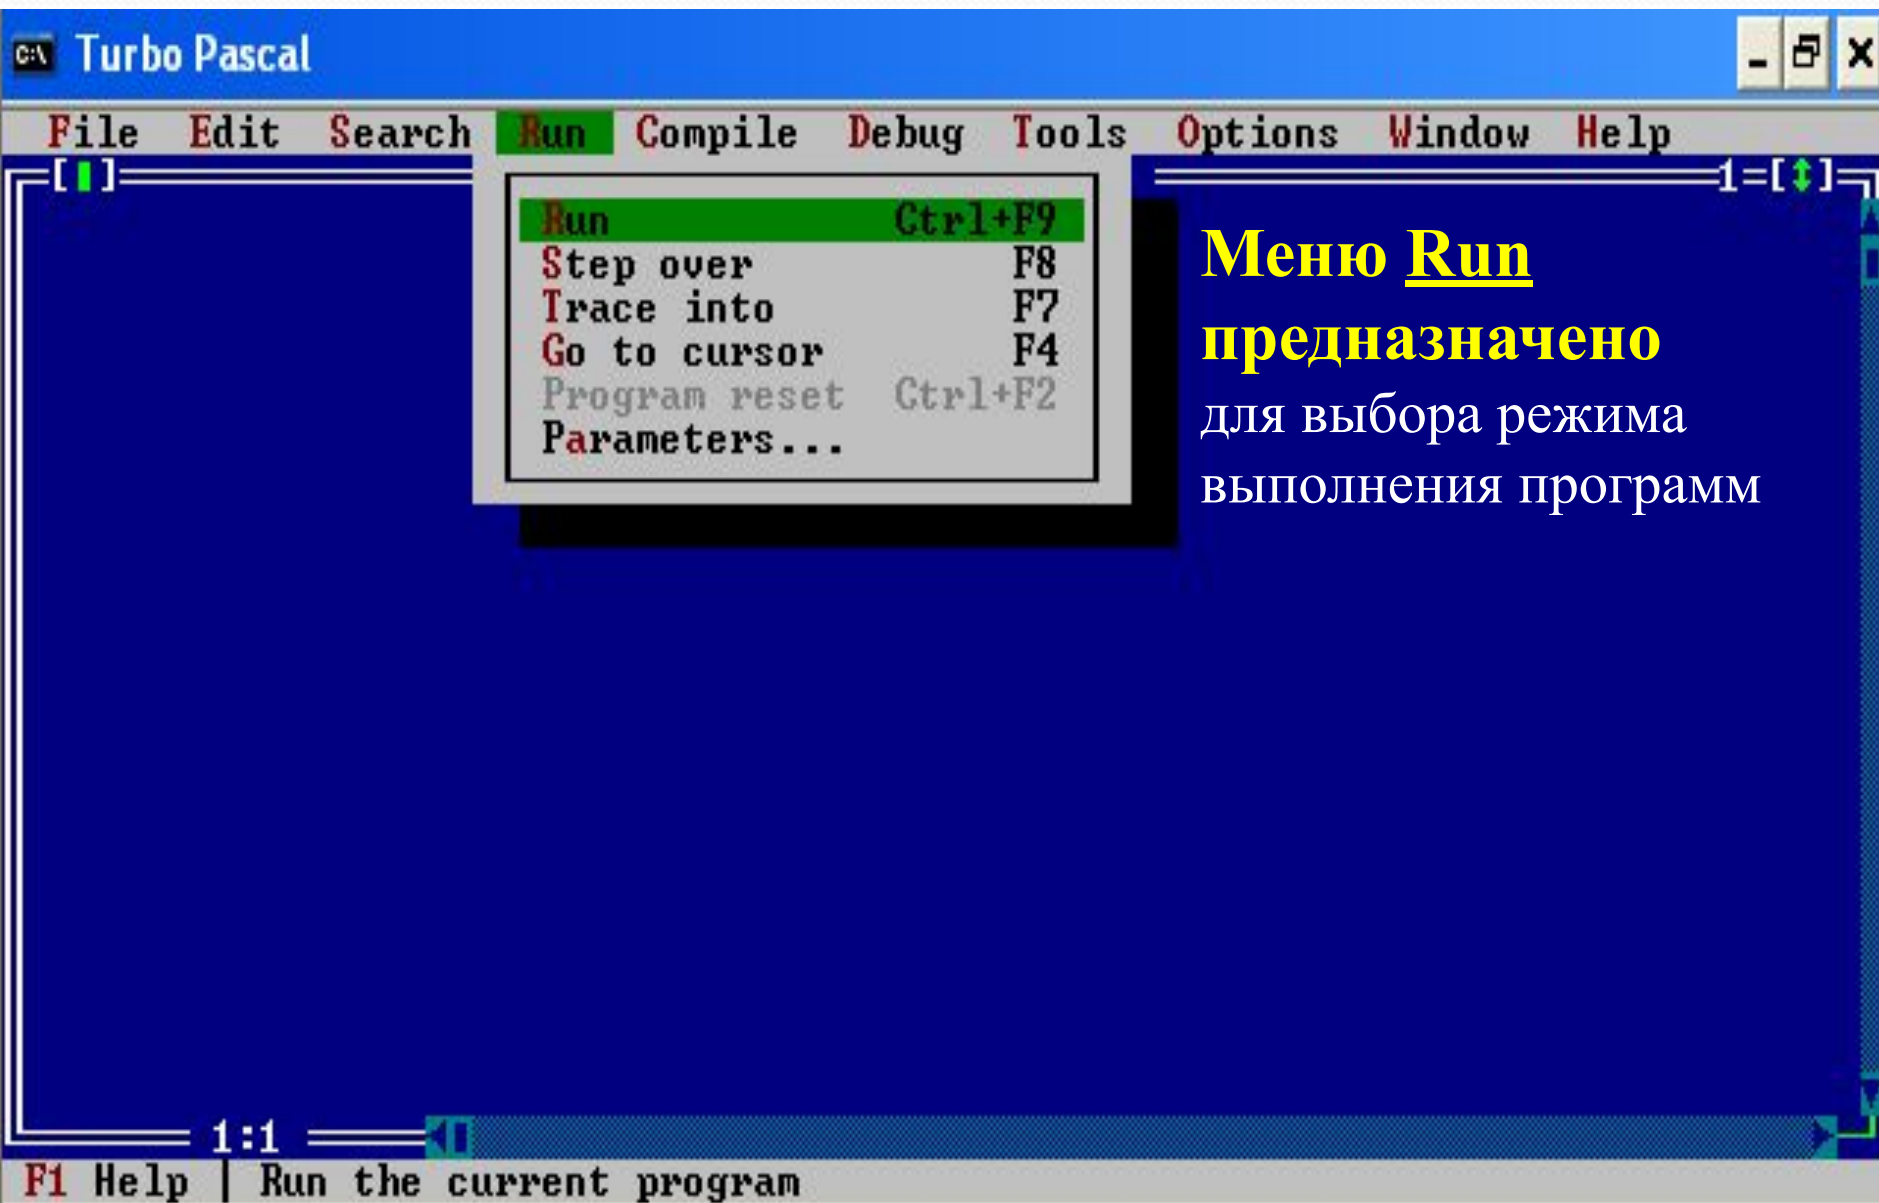 Turbo Pascal
File Edit Search Run Compile Debug Tools Options Window Help
1
Run Ctrl+F9
Step over F8
Trace into F7
Go to cursor F4
Program reset Ctrl+F2
Parameters...
Меню Run
предназначено
для выбора режима
выполнения программ
1:1
F1 Help | Run the current program